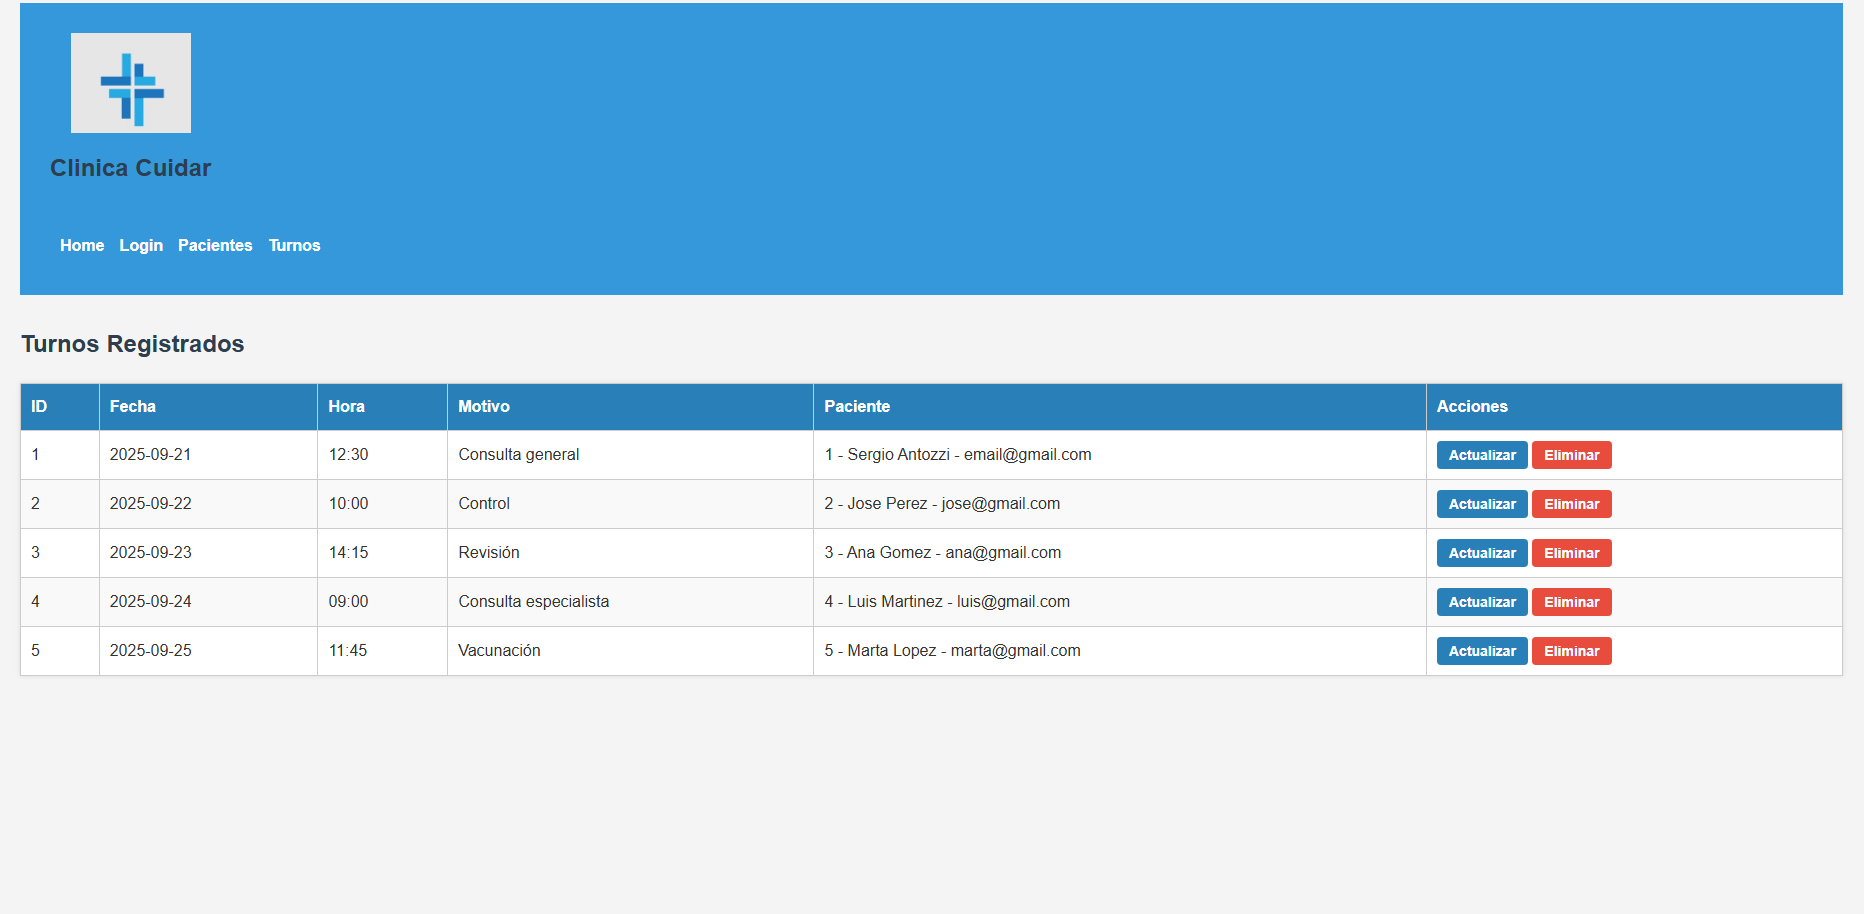 Clinica Cuidar
Home Login Pacientes Turnos
Turnos Registrados
ID Fecha Hora Motivo Paciente Acciones
1 2025-09-21 12:30 Consulta general 1 - Sergio Antozzi - email@gmail.com Actualizar Eliminar
2 2025-09-22 10:00 Control 2 - Jose Perez - jose@gmail.com Actualizar Eliminar
3 2025-09-23 14:15 Revisión 3 - Ana Gomez - ana@gmail.com Actualizar Eliminar
4 2025-09-24 09:00 Consulta especialista 4 - Luis Martinez - luis@gmail.com Actualizar Eliminar
5 2025-09-25 11:45 Vacunación 5 - Marta Lopez - marta@gmail.com Actualizar Eliminar